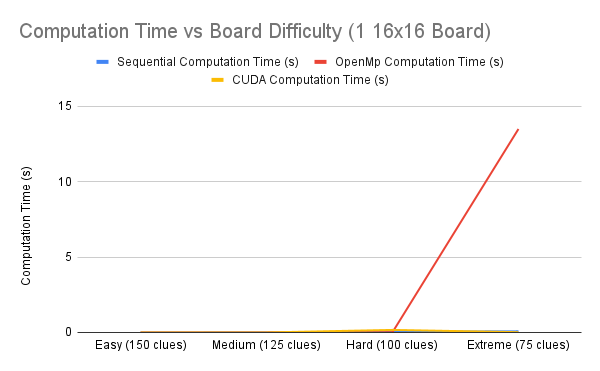 Computation Time vs Board Difficulty (1 16x16 Board)
Sequential Computation Time (s) OpenMp Computation Time (s)
CUDA Computation Time (s)
Computation Time (s)
15
10
5
0
Easy (150 clues) Medium (125 clues) Hard (100 clues) Extreme (75 clues)